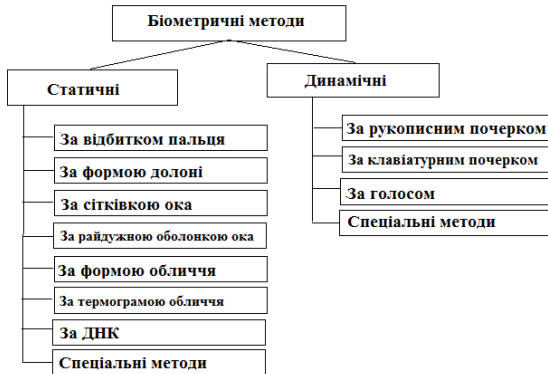 Біометричні методи
Статичні
За відбитком пальця
За формою долоні
За сітківкою ока
За райдужною оболонкою ока
За формою обличчя
За термограмою обличчя
За ДНК
Спеціальні методи
Динамічні
За рукописним почерком
За клавіатурним почерком
За голосом
Спеціальні методи